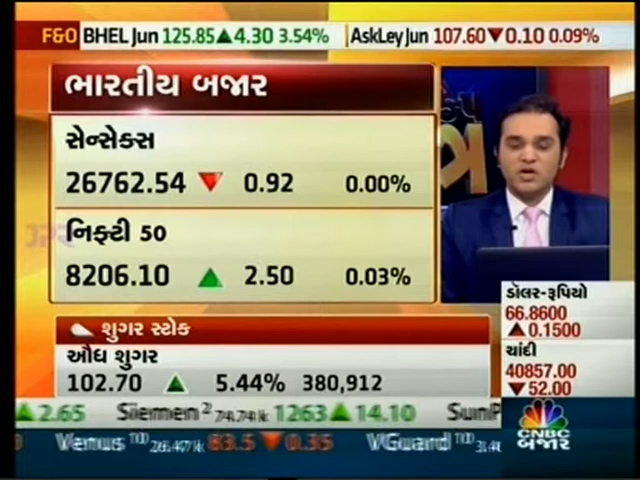 F&O BHEL Jun 125.85▲4.30 3.54% AskLeyJun 107.60▼0.10 0.09%
ભારતીય બજાર
સેન્સેક્સ
26762.54 ▼ 0.92 0.00%
નિફ્ટી 50
8206.10 ▲ 2.50 0.03%
ડૉલર-રૂપિયો
66.8600
▲0.1500
ચાંદી
40857.00
▼52.00
શુગર સ્ટોક
ઔધ શુગર
102.70 ▲ 5.44% 380,912
▲2.65 Siemen 1263▲14.10 SunP
Venus 83.5▼0.35 VGuard
CNBC
બજાર